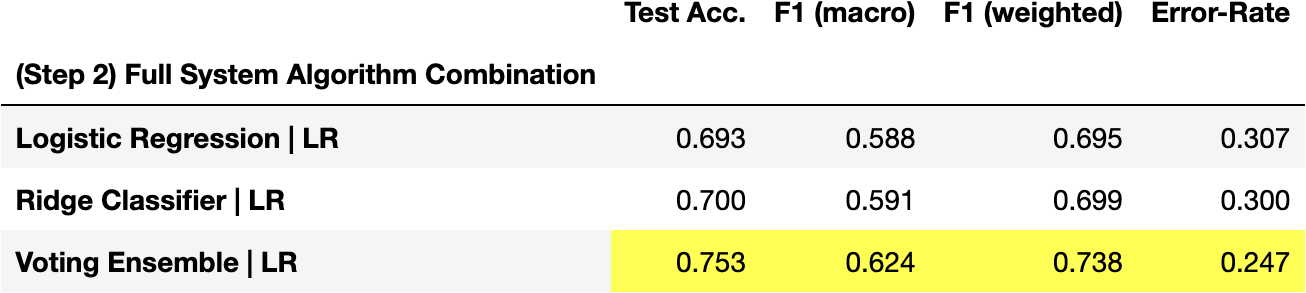 Test Acc. F1 (macro) F1 (weighted) Error-Rate
(Step 2) Full System Algorithm Combination
Logistic Regression | LR 0.693 0.588 0.695 0.307
Ridge Classifier | LR 0.700 0.591 0.699 0.300
Voting Ensemble | LR 0.753 0.624 0.738 0.247